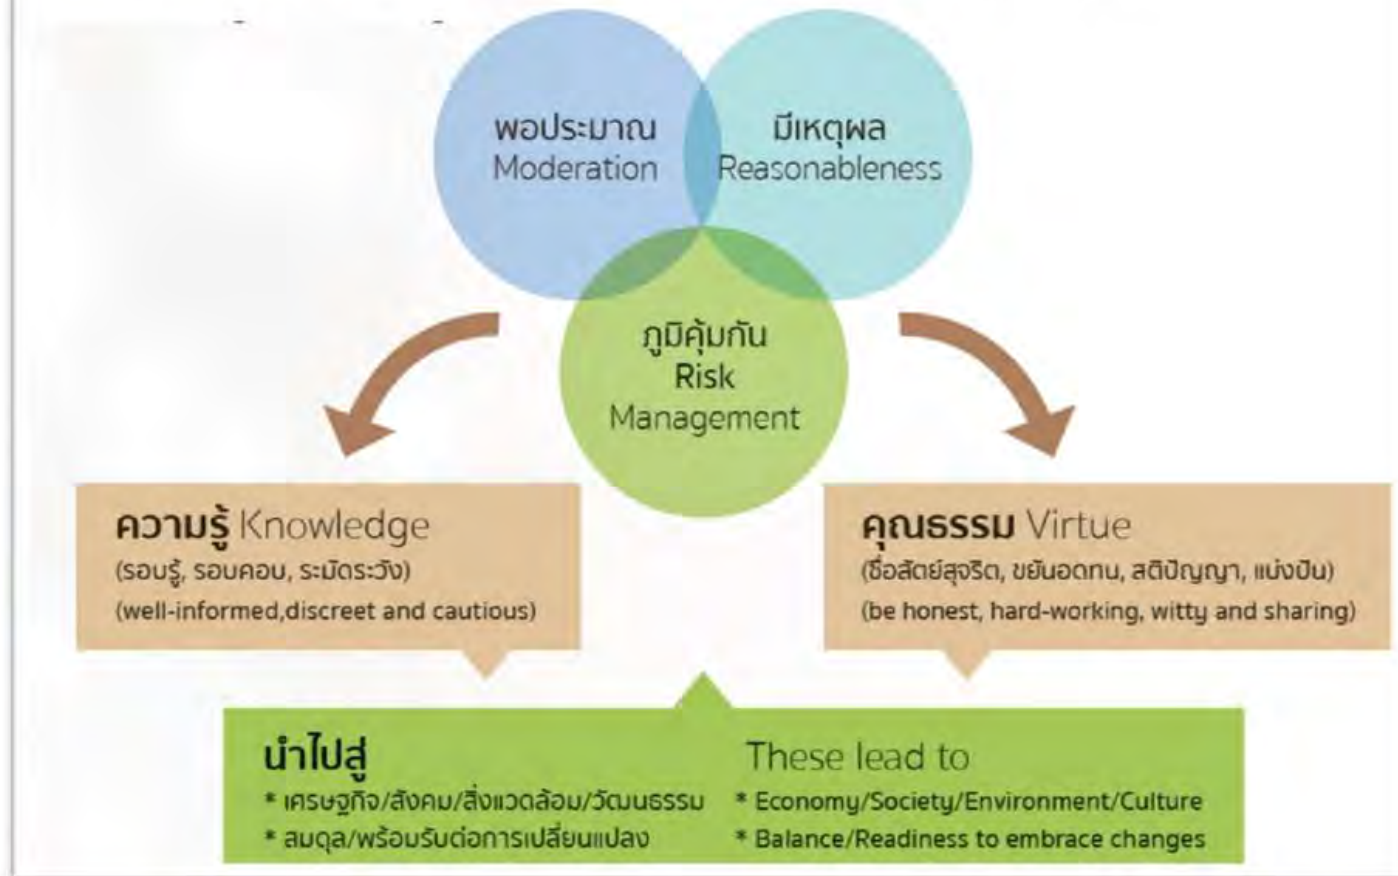 พอประมาณ
Moderation
มีเหตุผล
Reasonableness
ภูมิคุ้มกัน
Risk
Management
ความรู้ Knowledge
(รอบรู้, รอบคอบ, ระมัดระวัง)
(well-informed,discreet and cautious)
คุณธรรม Virtue
(ซื่อสัตย์สุจริต, ขยันอดทน, สติปัญญา, แบ่งปัน)
(be honest, hard-working, witty and sharing)
นำไปสู่
* เศรษฐกิจ/สังคม/สิ่งแวดล้อม/วัฒนธรรม
* สมดุล/พร้อมรับต่อการเปลี่ยนแปลง
These lead to
* Economy/Society/Environment/Culture
* Balance/Readiness to embrace changes